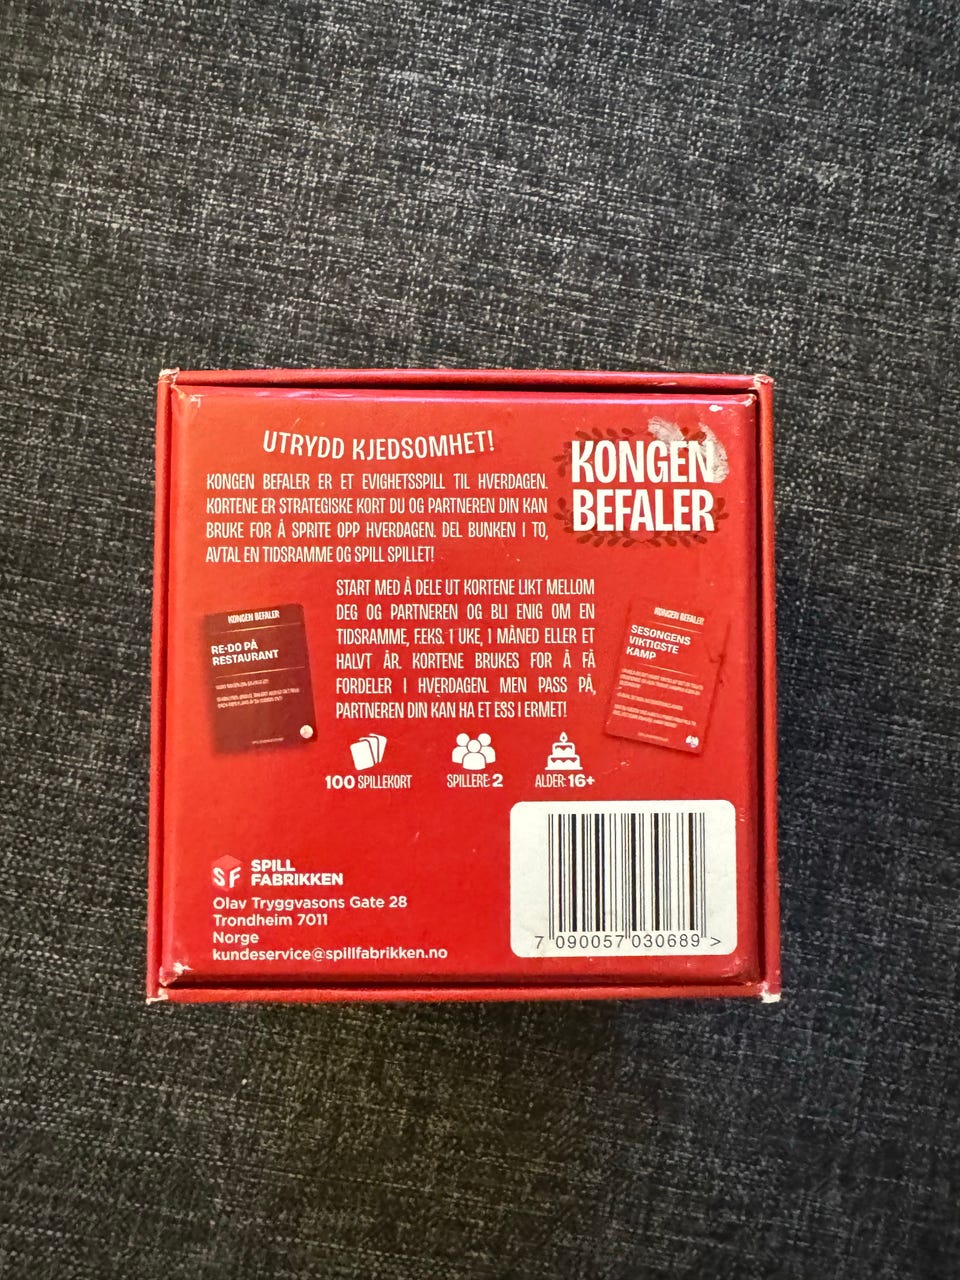 UTRYDD KJEDSOMHET!
KONGEN BEFALER ER ET EVIGHETSSPILL TIL HVERDAGEN.
KORTENE ER STRATEGISKE KORT DU OG PARTNEREN DIN KAN
BRUKE FOR Å SPRITE OPP HVERDAGEN. DEL BUNKEN I TO,
AVTAL EN TIDSRAMME OG SPILL SPILLET!
KONGEN
BEFALER
START MED Å DELE UT KORTENE LIKT MELLOM
DEG OG PARTNEREN OG BLI ENIG OM EN
TIDSRAMME, F.EKS. 1 UKE, 1 MÅNED ELLER ET
HALVT ÅR. KORTENE BRUKES FOR Å FÅ
FORDELER I HVERDAGEN. MEN PASS PÅ,
PARTNEREN DIN KAN HA ET ESS I ERMET!
KONGEN BEFALER
RE-DO PÅ
RESTAURANT
KONGEN BEFALER
SESONGENS
VIKTIGSTE
KAMP
100 SPILLEKORT
SPILLERE: 2
ALDER: 16+
SF SPILL
FABRIKKEN
Olav Tryggvasons Gate 28
Trondheim 7011
Norge
kundeservice@spillfabrikken.no
7 090057 030689 >